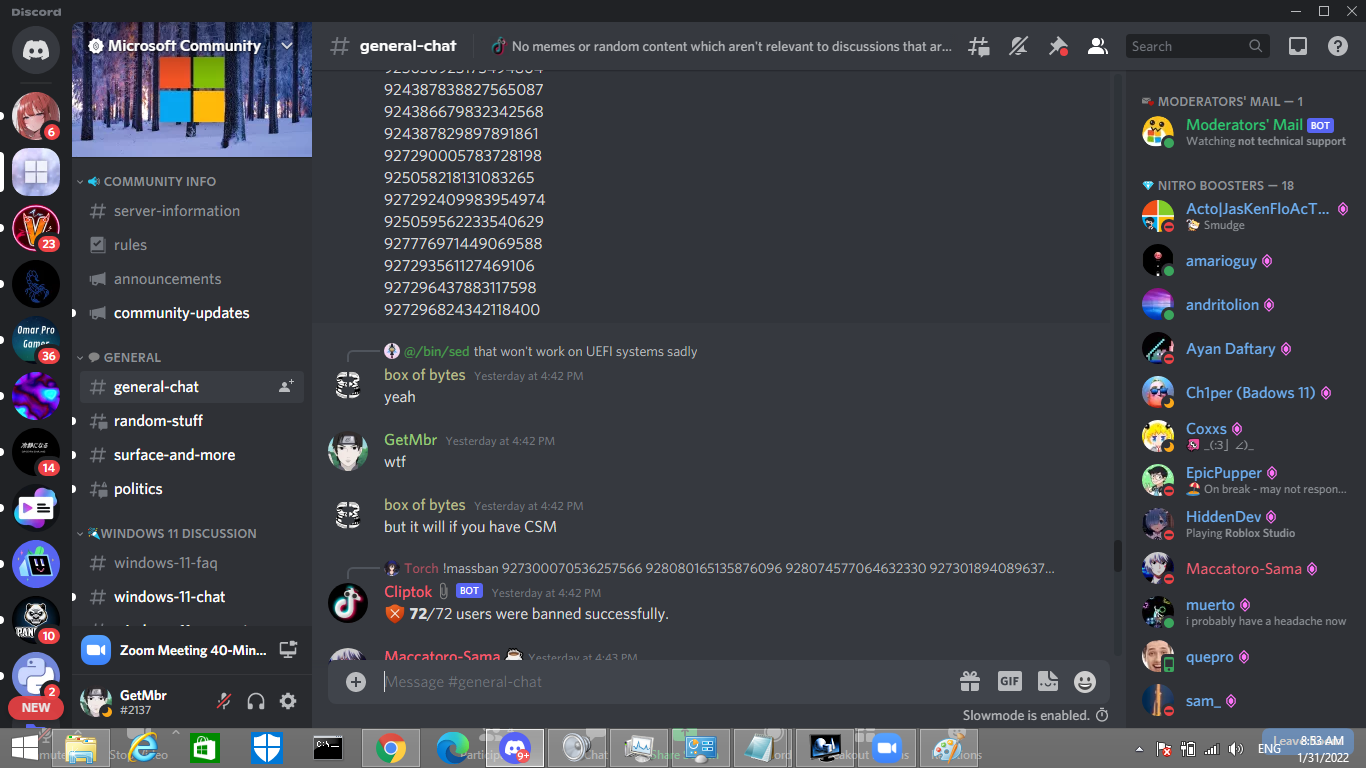 Discord
Microsoft Community
general-chat
No memes or random content which aren't relevant to discussions that ar...
Search
6
23
Omar Pro
Gamer
36
14
10
2
NEW
COMMUNITY INFO
server-information
rules
announcements
community-updates
GENERAL
general-chat
random-stuff
surface-and-more
politics
WINDOWS 11 DISCUSSION
windows-11-faq
windows-11-chat
Zoom Meeting 40-Min...
GetMbr
#2137
924387838827565087
924386679832342568
924387829897891861
927290005783728198
925058218131083265
927292409983954974
925059562233540629
927776971449069588
927293561127469106
927296437883117598
927296824342118400
@/bin/sed that won't work on UEFI systems sadly
box of bytes Yesterday at 4:42 PM
yeah
GetMbr Yesterday at 4:42 PM
wtf
box of bytes Yesterday at 4:42 PM
but it will if you have CSM
Torch !massban 927300070536257566 928080165135876096 928074577064632330 927301894089637...
Cliptok BOT Yesterday at 4:42 PM
72/72 users were banned successfully.
Maccatoro-Sama Yesterday at 4:43 PM
Message #general-chat
GIF
Slowmode is enabled.
MODERATORS' MAIL — 1
Moderators' Mail BOT
Watching not technical support
NITRO BOOSTERS — 18
Acto|JasKenFloAcT...
Smudge
amarioguy
andritolion
Ayan Daftary
Ch1per (Badows 11)
Coxxs
_(:3」∠)_
EpicPupper
On break - may not respon...
HiddenDev
Playing Roblox Studio
Maccatoro-Sama
muerto
i probably have a headache now
quepro
sam_
9+
ENG
8:53 AM
1/31/2022